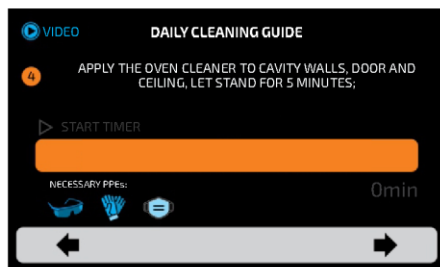 VIDEO
DAILY CLEANING GUIDE
4
APPLY THE OVEN CLEANER TO CAVITY WALLS, DOOR AND
CEILING, LET STAND FOR 5 MINUTES;
START TIMER
NECESSARY PPEs:
0min